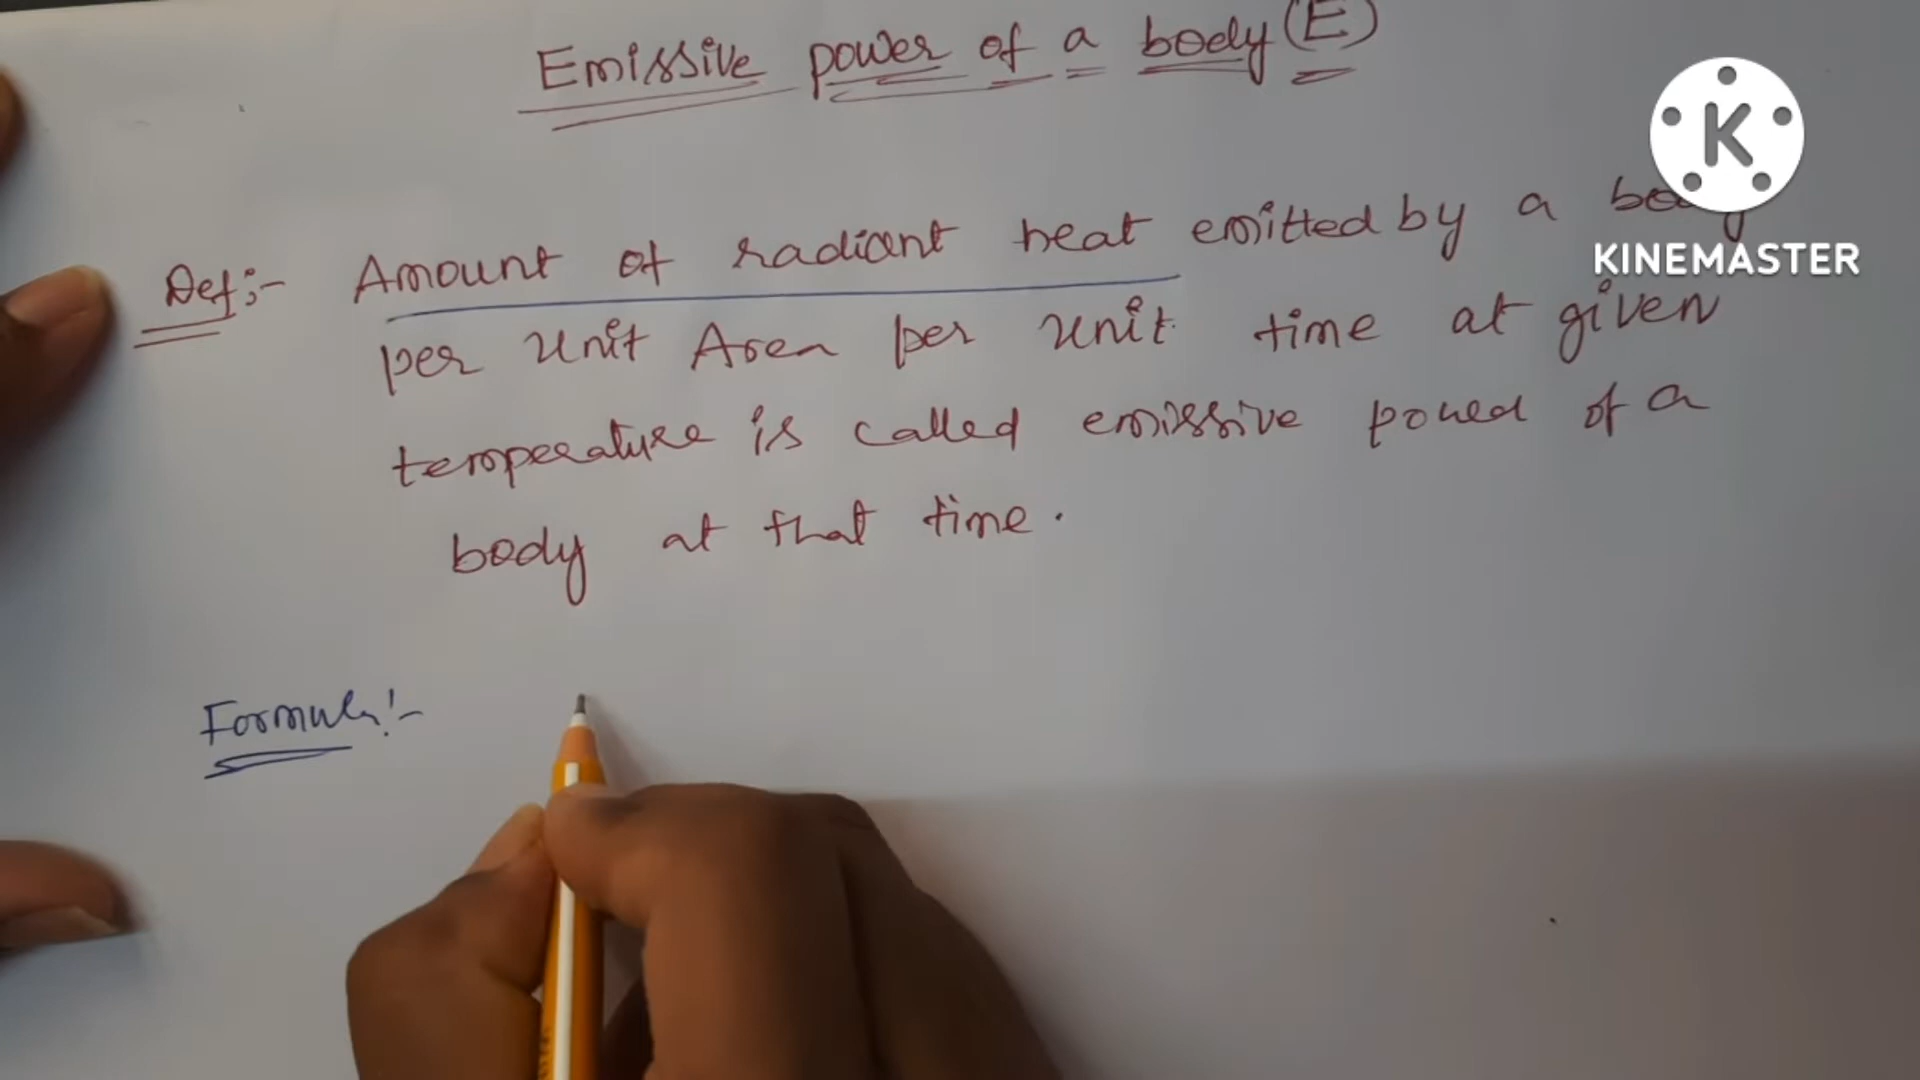 Emissive power of a body (E)
K
KINEMASTER
Def:- Amount of radiant heat emitted by a body
per Unit Area per Unit time at given
temperature is called emissive power of a
body at that time.
Formula:-